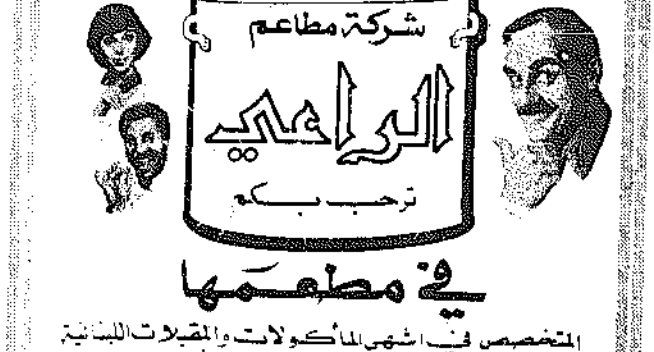 شركة مطاعم
الراعي
ترحب بكم
في مطعمها
المتخصص في اشهى المأكولات والمقبلات اللبنانية